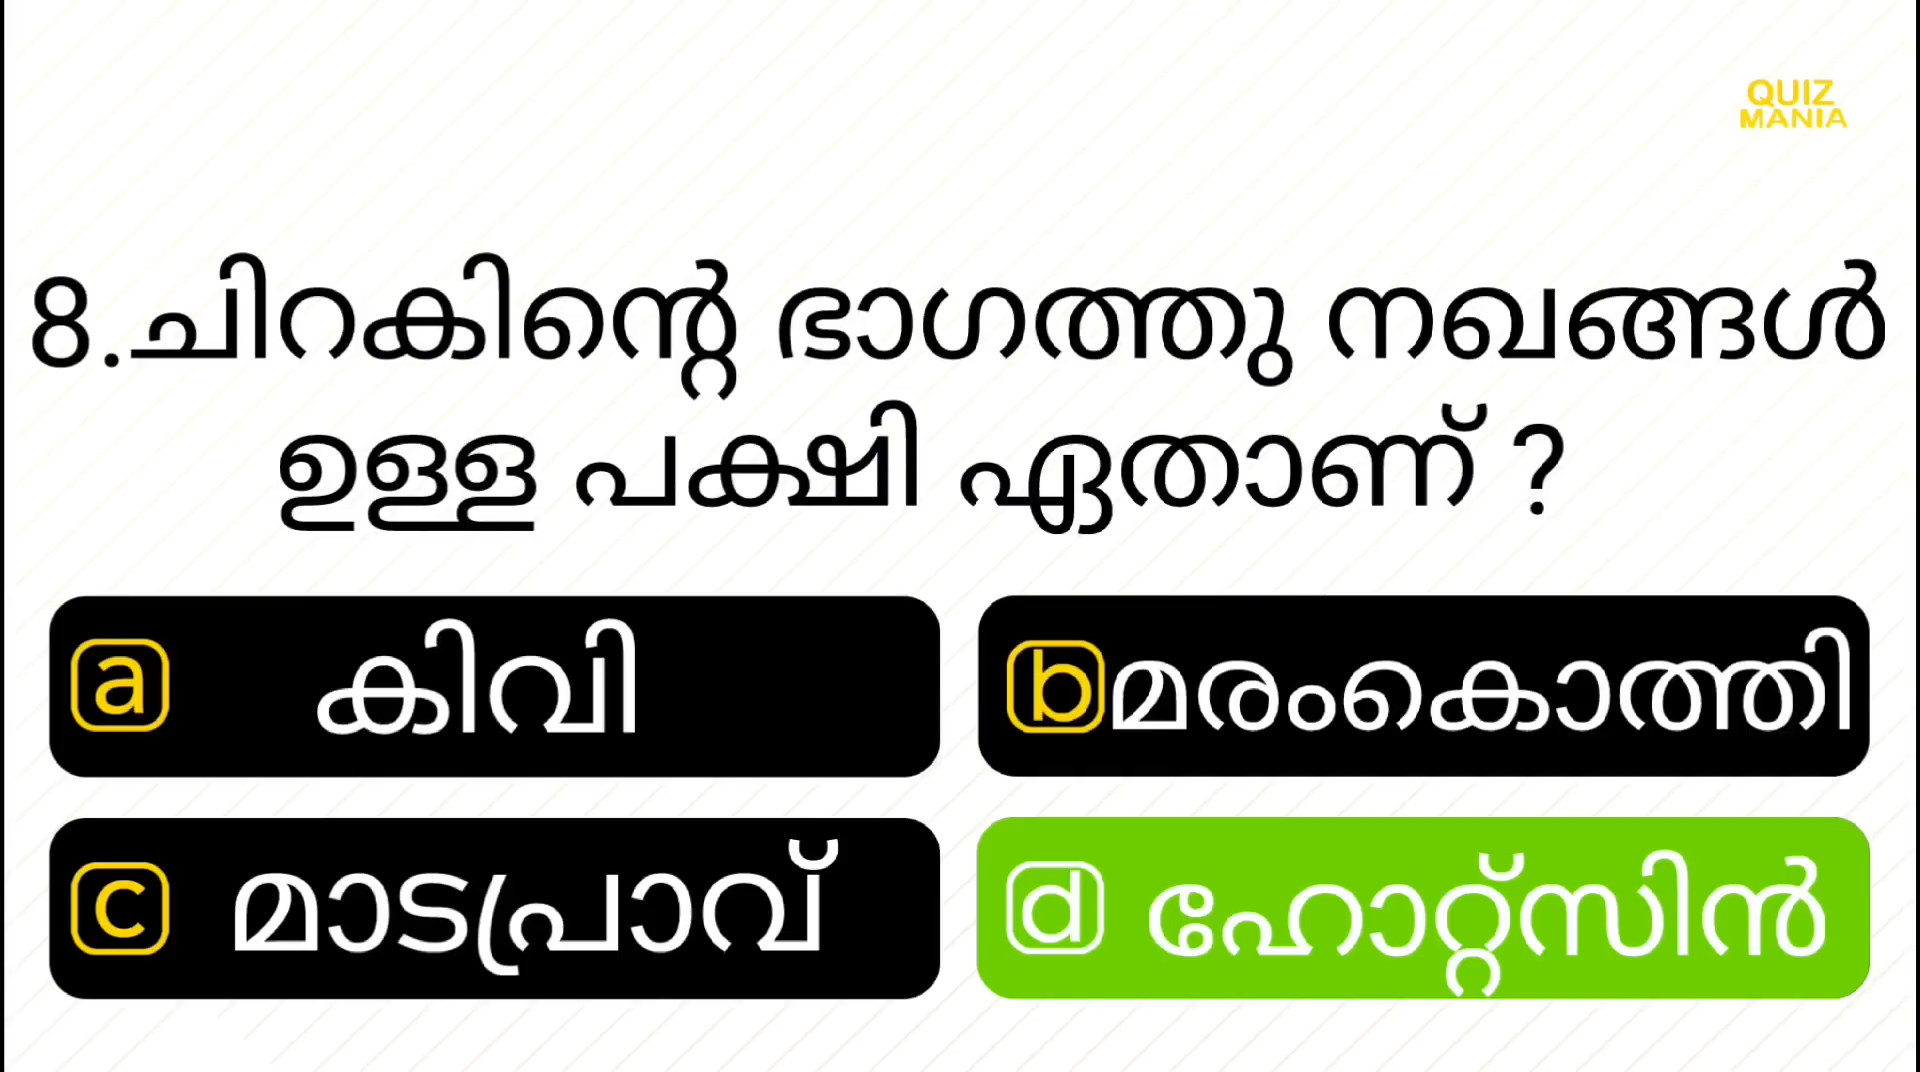 QUIZ
MANIA
8.ചിറകിന്റെ ഭാഗത്തു നഖങ്ങൾ
ഉള്ള പക്ഷി ഏതാണ് ?
a കിവി
b മരംകൊത്തി
c മാടപ്രാവ്
d ഹോറ്റ്സിൻ